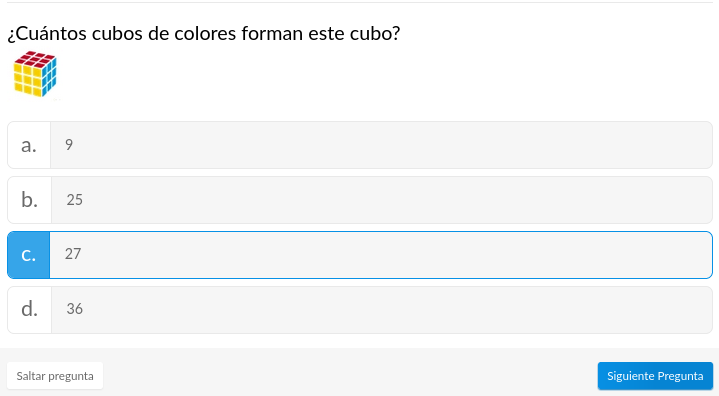 ¿Cuántos cubos de colores forman este cubo?
a. 9
b. 25
c. 27
d. 36
Saltar pregunta
Siguiente Pregunta